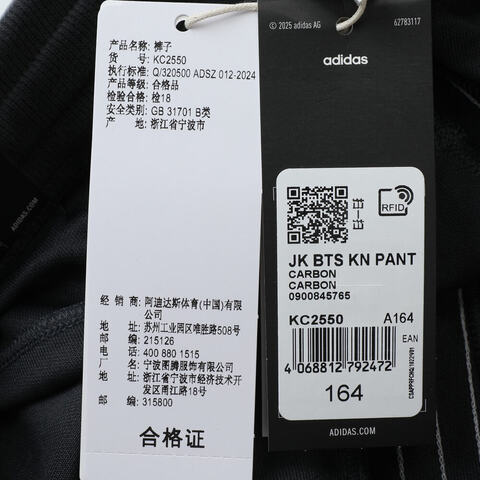 产品名称: 裤子
货 号: KC2550
执行标准: Q/320500 ADSZ 012-2024
产品等级: 合格品
检验合格: 检18
安全类别: GB 31701 B类
产 地: 浙江省宁波市
经 销 商: 阿迪达斯体育(中国)有限
公司
地 址: 苏州工业园区唯胜路508号
邮 编: 215126
电 话: 400 880 1515
厂 名: 宁波图腾服饰有限公司
地 址: 浙江省宁波市经济技术开
发区甬江路18号
邮 编: 315800
合格证
© 2025 adidas AG
62783117
adidas
扫一扫
RFID
JK BTS KN PANT
CARBON
CARBON
0900845765
KC2550 A164
EAN
4 068812 792472
164
ADIDAS.COM